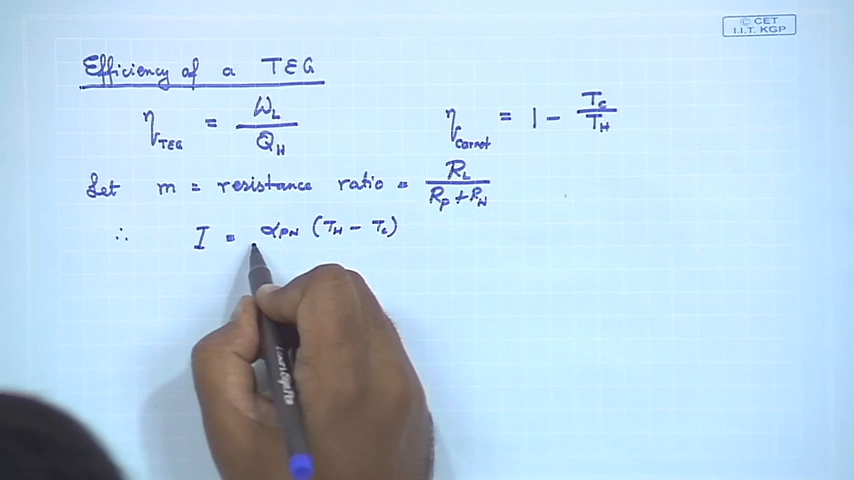 © CET
I.I.T. KGP
Efficiency of a TEG
η_TEG = W_L / Q_H    η_Carnot = 1 - T_C / T_H
Let m = resistance ratio = R_L / (R_P + R_N)
∴ I = α_PN (T_H - T_C)